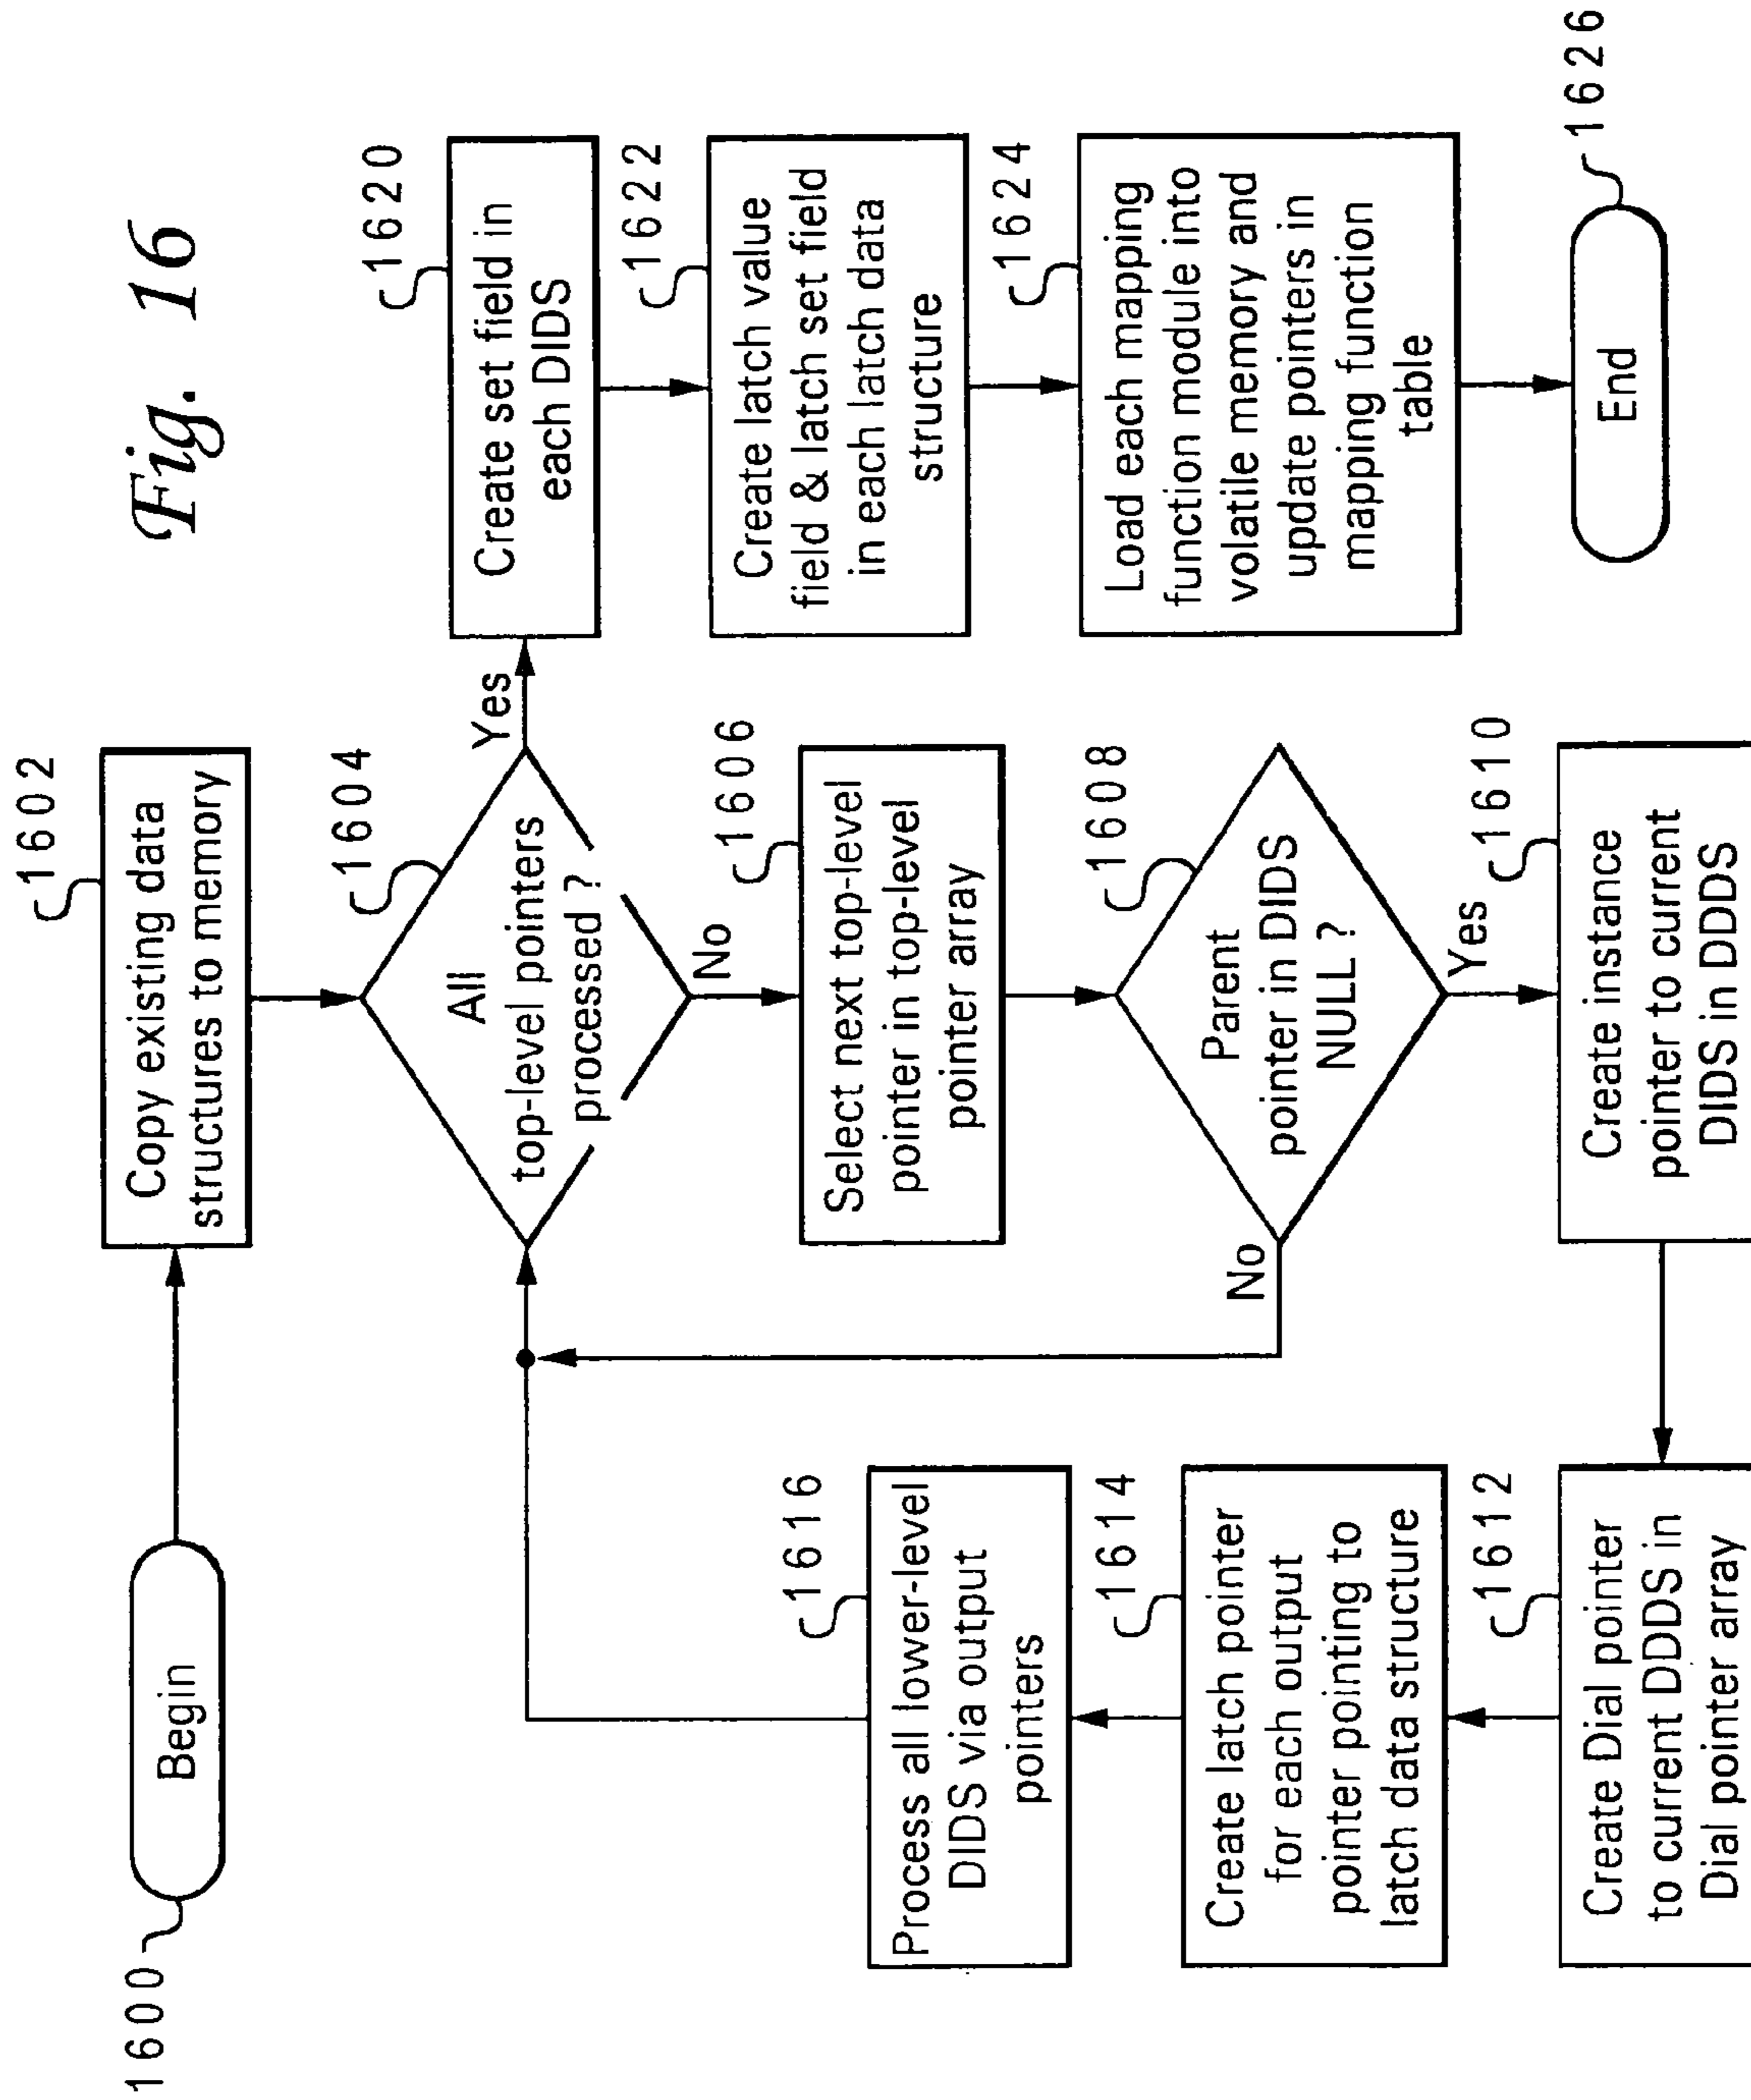 Fig. 16
1600
Begin
1602
Copy existing data
structures to memory
1604
All
top-level pointers
processed ?
Yes
No
1606
Select next top-level
pointer in top-level
pointer array
1608
Parent
pointer in DIDS
NULL ?
No
Yes
1610
Create instance
pointer to current
DIDS in DDDS
1612
Create Dial pointer
to current DDDS in
Dial pointer array
1614
Create latch pointer
for each output
pointer pointing to
latch data structure
1616
Process all lower-level
DIDS via output
pointers
1620
Create set field in
each DIDS
1622
Create latch value
field & latch set field
in each latch data
structure
1624
Load each mapping
function module into
volatile memory and
update pointers in
mapping function
table
End
1626